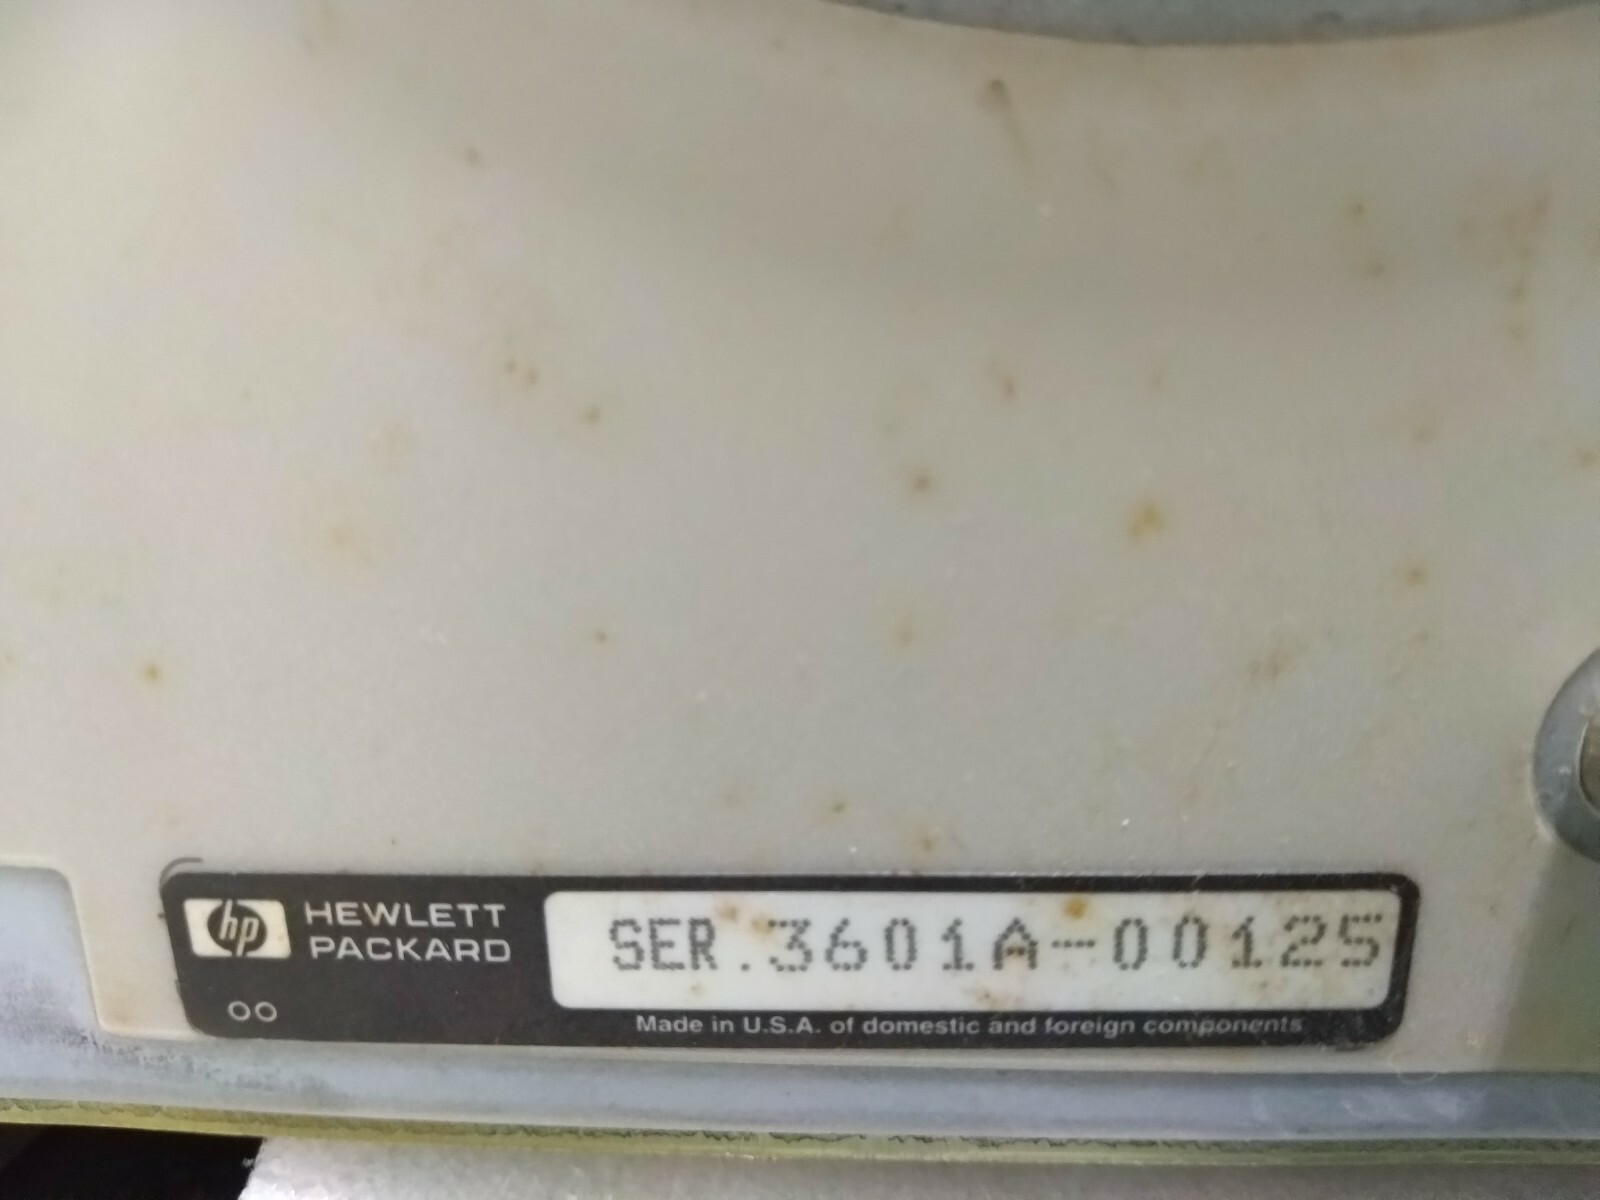 hp HEWLETT
PACKARD
OO
SER.3601A-00125
Made in U.S.A. of domestic and foreign components